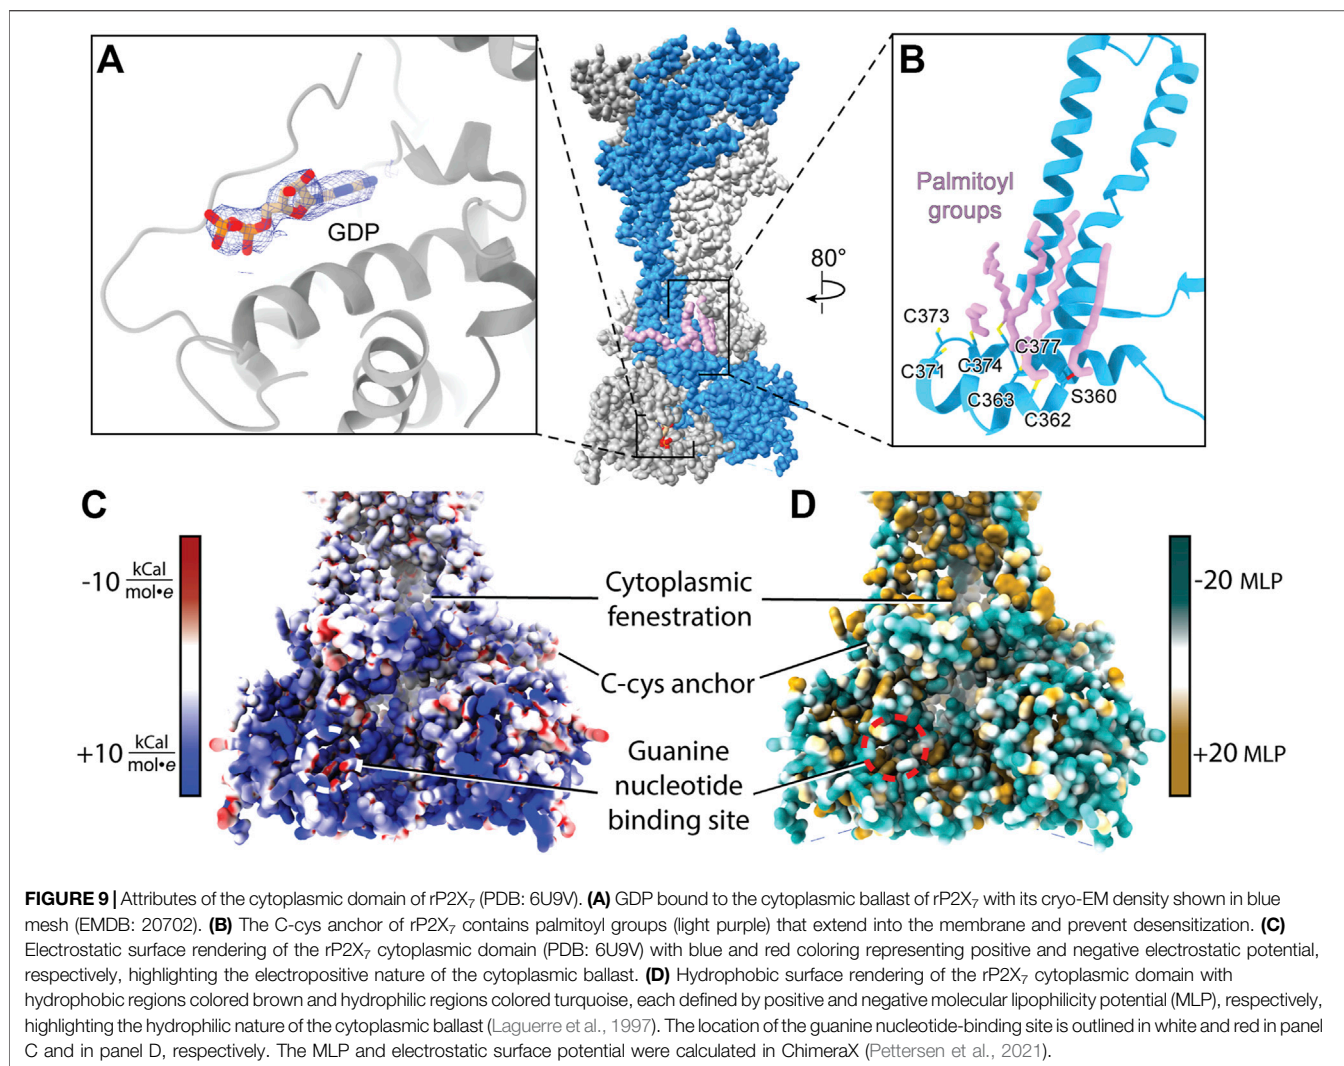 A
GDP
80°
B
Palmitoyl
groups
C373
C371
C374
C377
C363
C362
S360
C
-10 kCal
mol•e
+10 kCal
mol•e
Cytoplasmic
fenestration
C-cys anchor
Guanine
nucleotide
binding site
D
-20 MLP
+20 MLP
FIGURE 9 | Attributes of the cytoplasmic domain of rP2X₇ (PDB: 6U9V). (A) GDP bound to the cytoplasmic ballast of rP2X₇ with its cryo-EM density shown in blue
mesh (EMDB: 20702). (B) The C-cys anchor of rP2X₇ contains palmitoyl groups (light purple) that extend into the membrane and prevent desensitization. (C)
Electrostatic surface rendering of the rP2X₇ cytoplasmic domain (PDB: 6U9V) with blue and red coloring representing positive and negative electrostatic potential,
respectively, highlighting the electropositive nature of the cytoplasmic ballast. (D) Hydrophobic surface rendering of the rP2X₇ cytoplasmic domain with
hydrophobic regions colored brown and hydrophilic regions colored turquoise, each defined by positive and negative molecular lipophilicity potential (MLP), respectively,
highlighting the hydrophilic nature of the cytoplasmic ballast (Laguerre et al., 1997). The location of the guanine nucleotide-binding site is outlined in white and red in panel
C and in panel D, respectively. The MLP and electrostatic surface potential were calculated in ChimeraX (Pettersen et al., 2021).